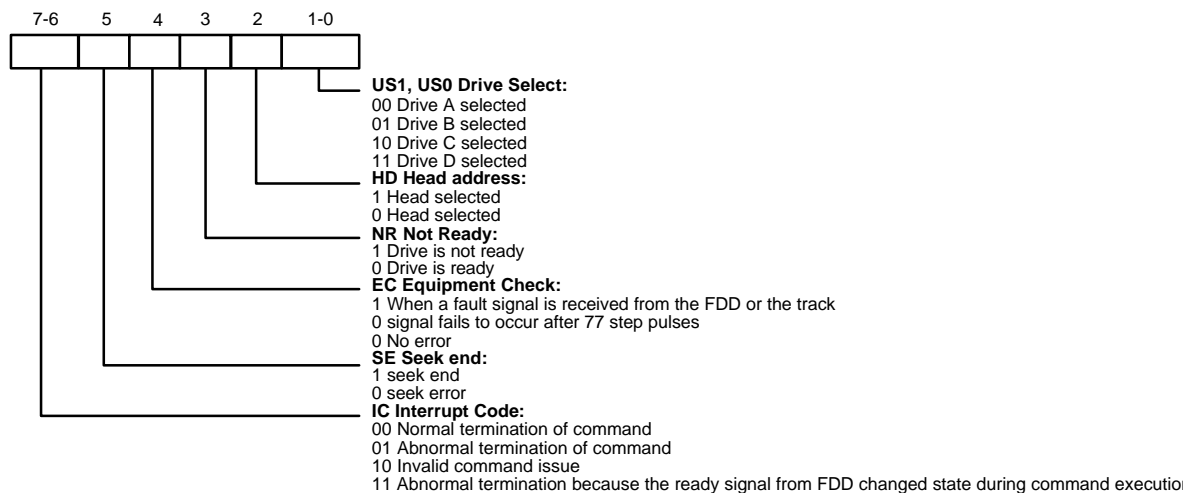 7-6 5 4 3 2 1-0
US1, US0 Drive Select:
00 Drive A selected
01 Drive B selected
10 Drive C selected
11 Drive D selected
HD Head address:
1 Head selected
0 Head selected
NR Not Ready:
1 Drive is not ready
0 Drive is ready
EC Equipment Check:
1 When a fault signal is received from the FDD or the track
0 signal fails to occur after 77 step pulses
0 No error
SE Seek end:
1 seek end
0 seek error
IC Interrupt Code:
00 Normal termination of command
01 Abnormal termination of command
10 Invalid command issue
11 Abnormal termination because the ready signal from FDD changed state during command executio